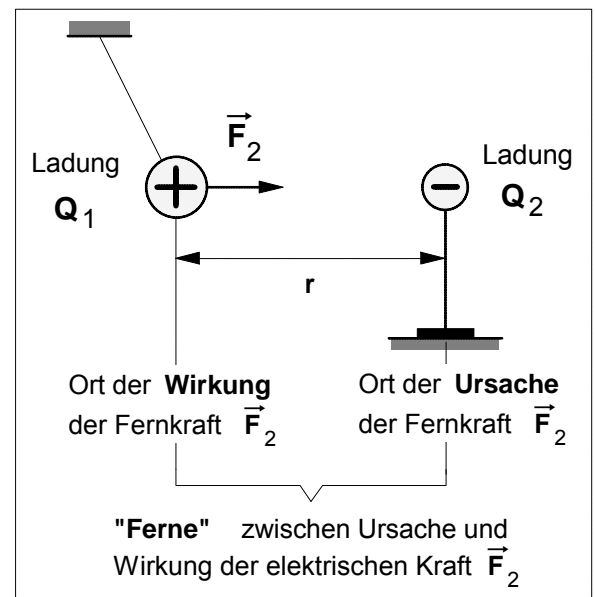 Ladung
Q1
F2
Ladung
Q2
r
Ort der Wirkung
der Fernkraft F2
Ort der Ursache
der Fernkraft F2
"Ferne" zwischen Ursache und
Wirkung der elektrischen Kraft F2